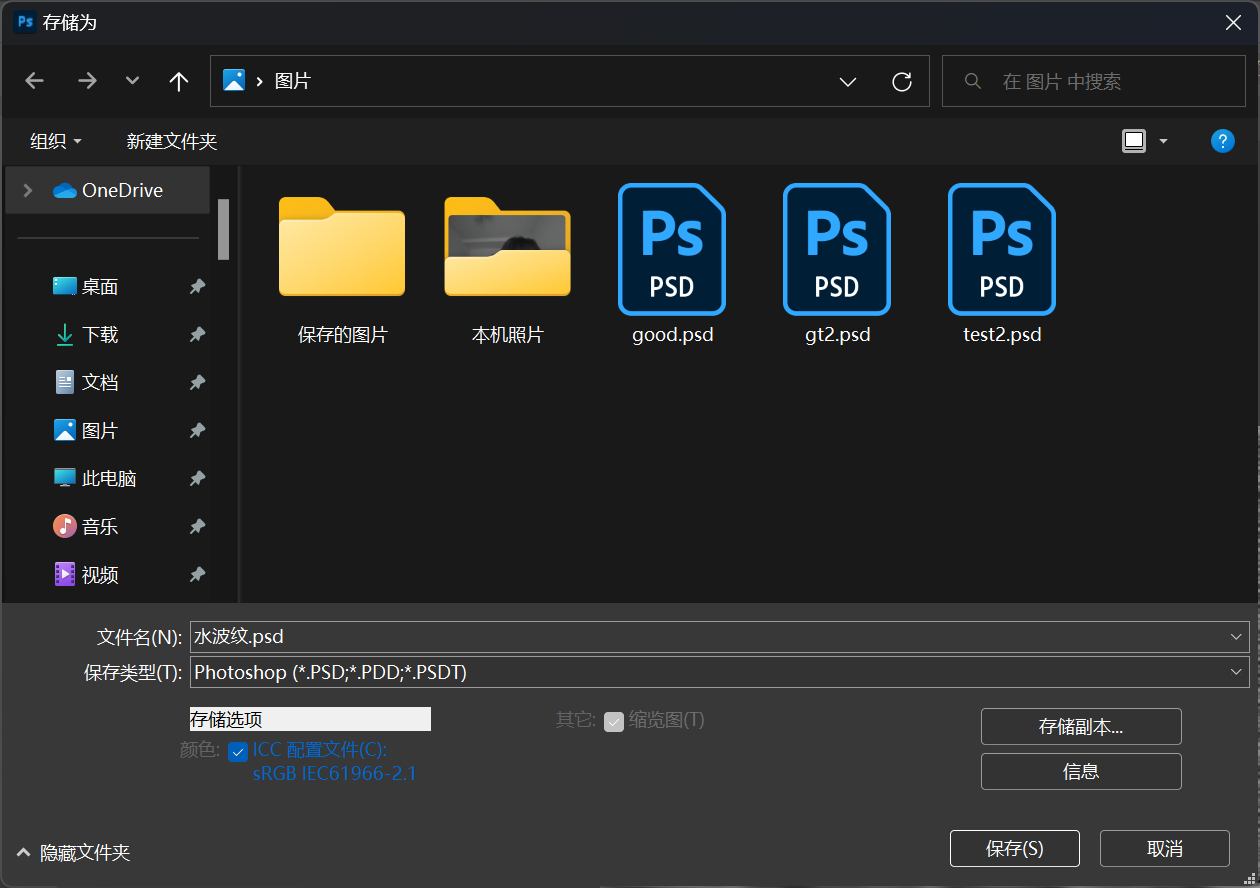 Ps 存储为
图片
在 图片 中搜索
组织
新建文件夹
?
OneDrive
桌面
下载
文档
图片
此电脑
音乐
视频
Ps
PSD
Ps
PSD
Ps
PSD
保存的图片
本机照片
good.psd
gt2.psd
test2.psd
文件名(N): 水波纹.psd
保存类型(T): Photoshop (*.PSD;*.PDD;*.PSDT)
存储选项
颜色: ICC 配置文件(C):
sRGB IEC61966-2.1
其它: 缩览图(T)
存储副本...
信息
隐藏文件夹
保存(S)
取消